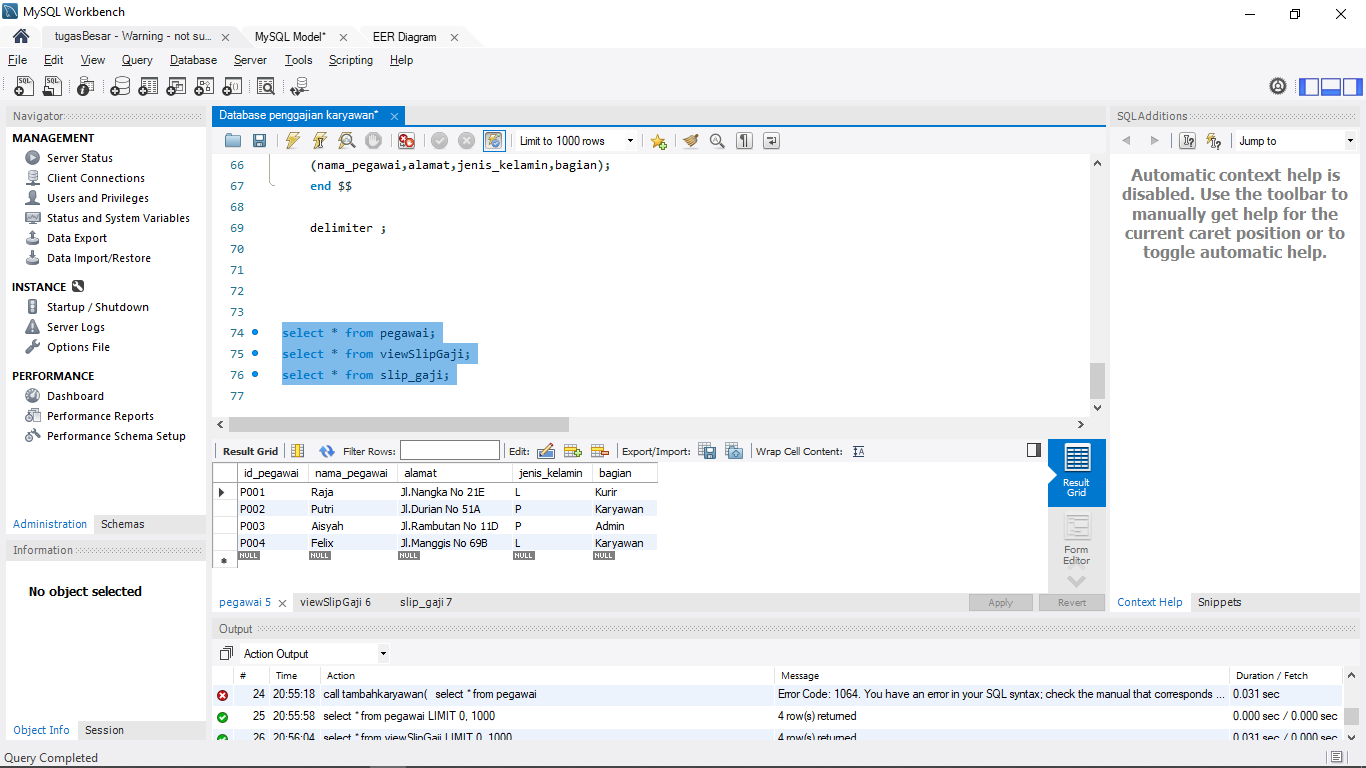 MySQL Workbench
tugasBesar - Warning - not su... MySQL Model* EER Diagram
File Edit View Query Database Server Tools Scripting Help
Navigator
MANAGEMENT
Server Status
Client Connections
Users and Privileges
Status and System Variables
Data Export
Data Import/Restore
INSTANCE
Startup / Shutdown
Server Logs
Options File
PERFORMANCE
Dashboard
Performance Reports
Performance Schema Setup
Administration Schemas
Information
No object selected
Object Info Session
Database penggajian karyawan*
Limit to 1000 rows
66 (nama_pegawai,alamat,jenis_kelamin,bagian);
67 end $$
68
69 delimiter ;
70
71
72
73
74 select * from pegawai;
75 select * from viewSlipGaji;
76 select * from slip_gaji;
77
Result Grid Filter Rows: Edit: Export/Import: Wrap Cell Content:
id_pegawai nama_pegawai alamat jenis_kelamin bagian
P001 Raja Jl.Nangka No 21E L Kurir
P002 Putri Jl.Durian No 51A P Karyawan
P003 Aisyah Jl.Rambutan No 11D P Admin
P004 Felix Jl.Manggis No 69B L Karyawan
NULL NULL NULL NULL NULL
Result
Grid
Form
Editor
pegawai 5 viewSlipGaji 6 slip_gaji 7 Apply Revert
Output
Action Output
# Time Action Message Duration / Fetch
24 20:55:18 call tambahkaryawan( select * from pegawai Error Code: 1064. You have an error in your SQL syntax; check the manual that corresponds ... 0.031 sec
25 20:55:58 select * from pegawai LIMIT 0, 1000 4 row(s) returned 0.000 sec / 0.000 sec
26 20:56:04 select * from viewSlipGaji LIMIT 0, 1000 4 row(s) returned 0.031 sec / 0.000 sec
SQLAdditions
Jump to
Automatic context help is
disabled. Use the toolbar to
manually get help for the
current caret position or to
toggle automatic help.
Context Help Snippets
Query Completed